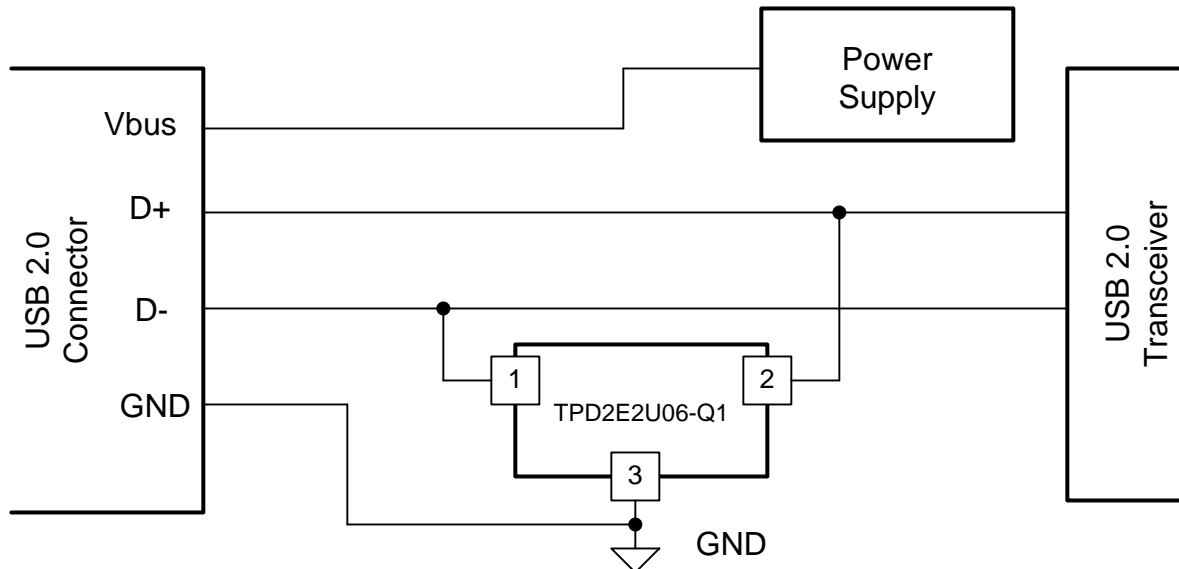 Power
Supply
Vbus
D+
D-
GND
USB 2.0
Connector
USB 2.0
Transceiver
1
2
TPD2E2U06-Q1
3
GND